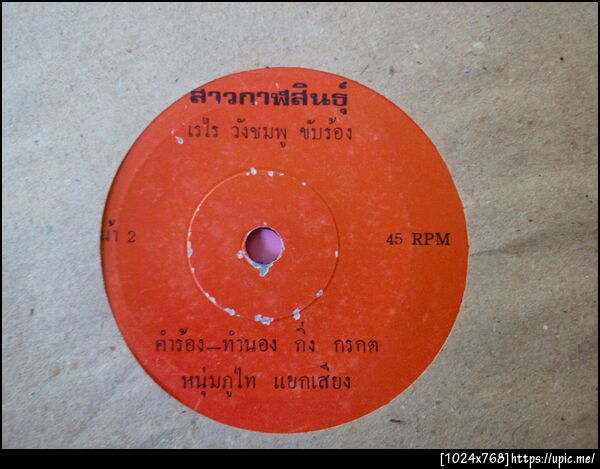 สาวกาฬสินธุ์
เรไร วังชมพู ขับร้อง
น้า 2
45 RPM
คำร้อง—ทำนอง กิ่ง กรกต
หนุ่มภูไท แยกเสียง
[1024x768]https://upic.me/